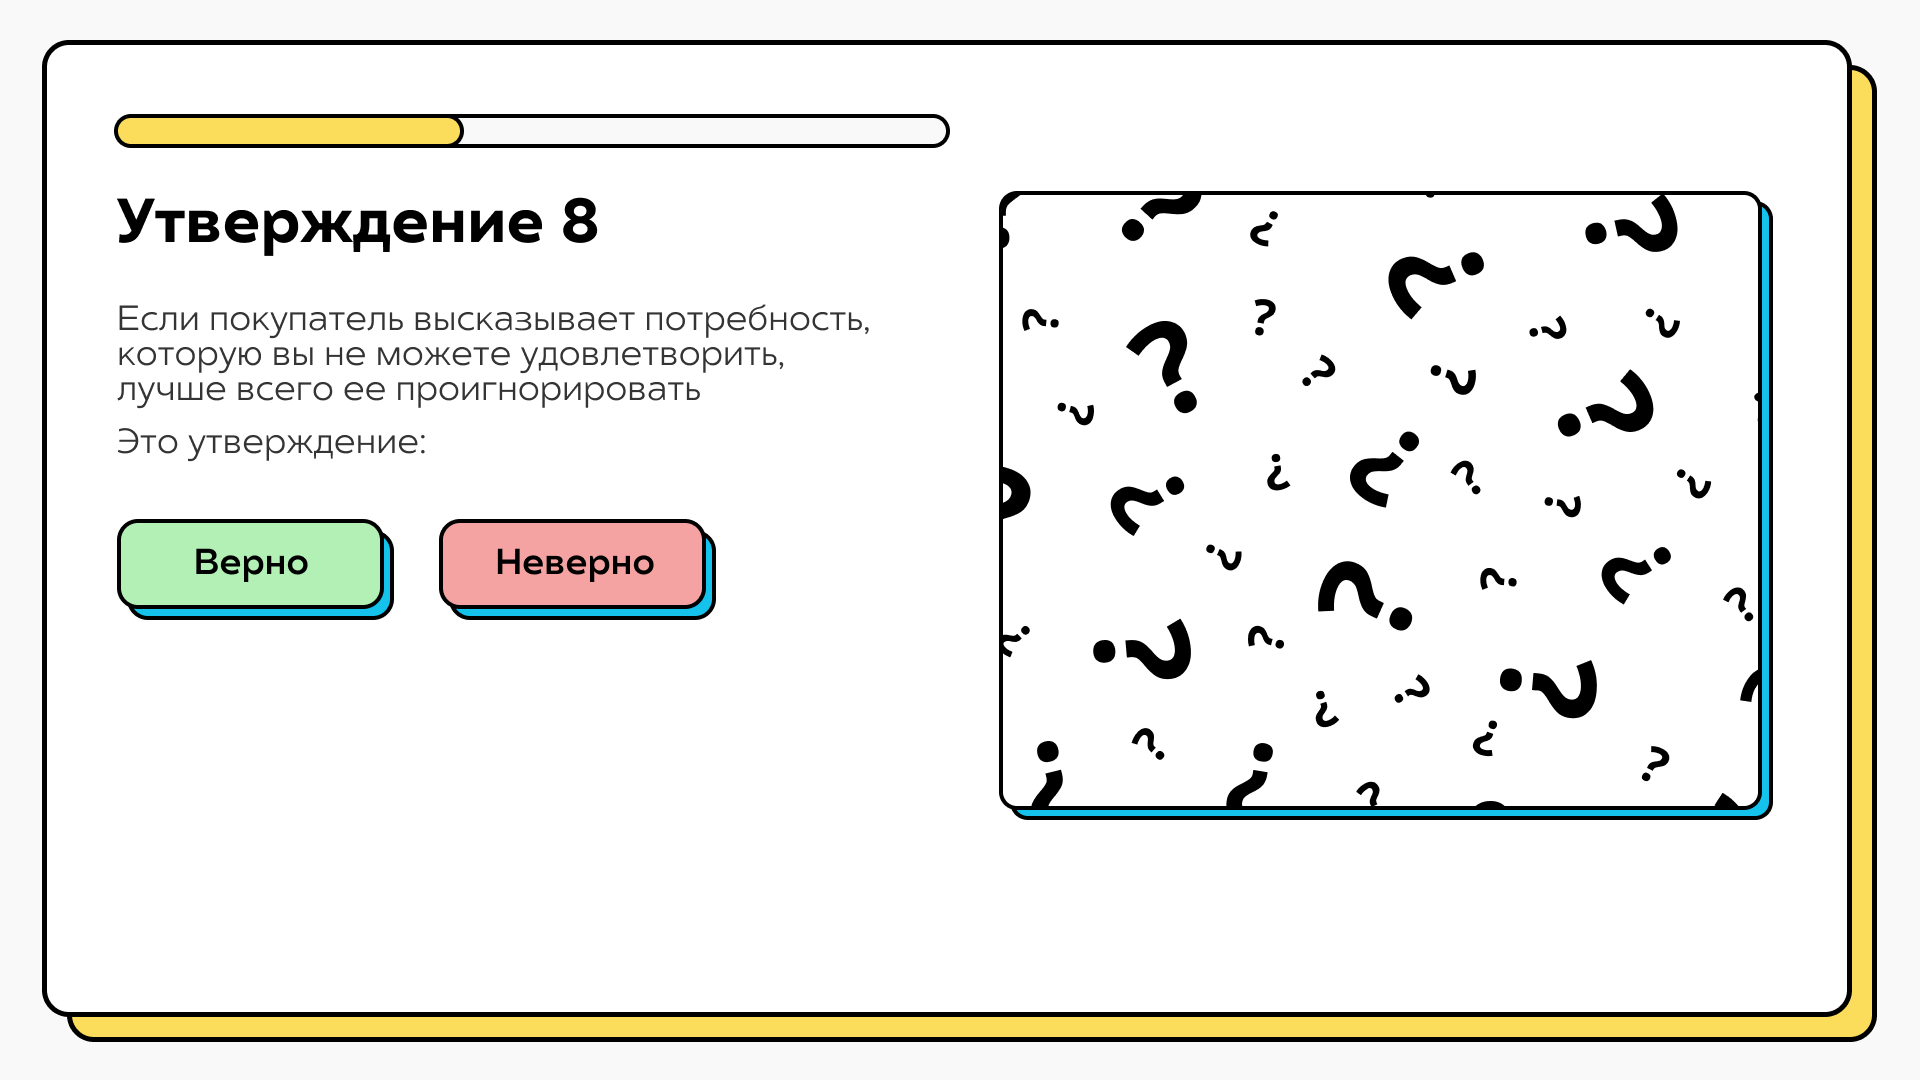 Утверждение 8
Если покупатель высказывает потребность,
которую вы не можете удовлетворить,
лучше всего ее проигнорировать
Это утверждение:
Верно
Неверно